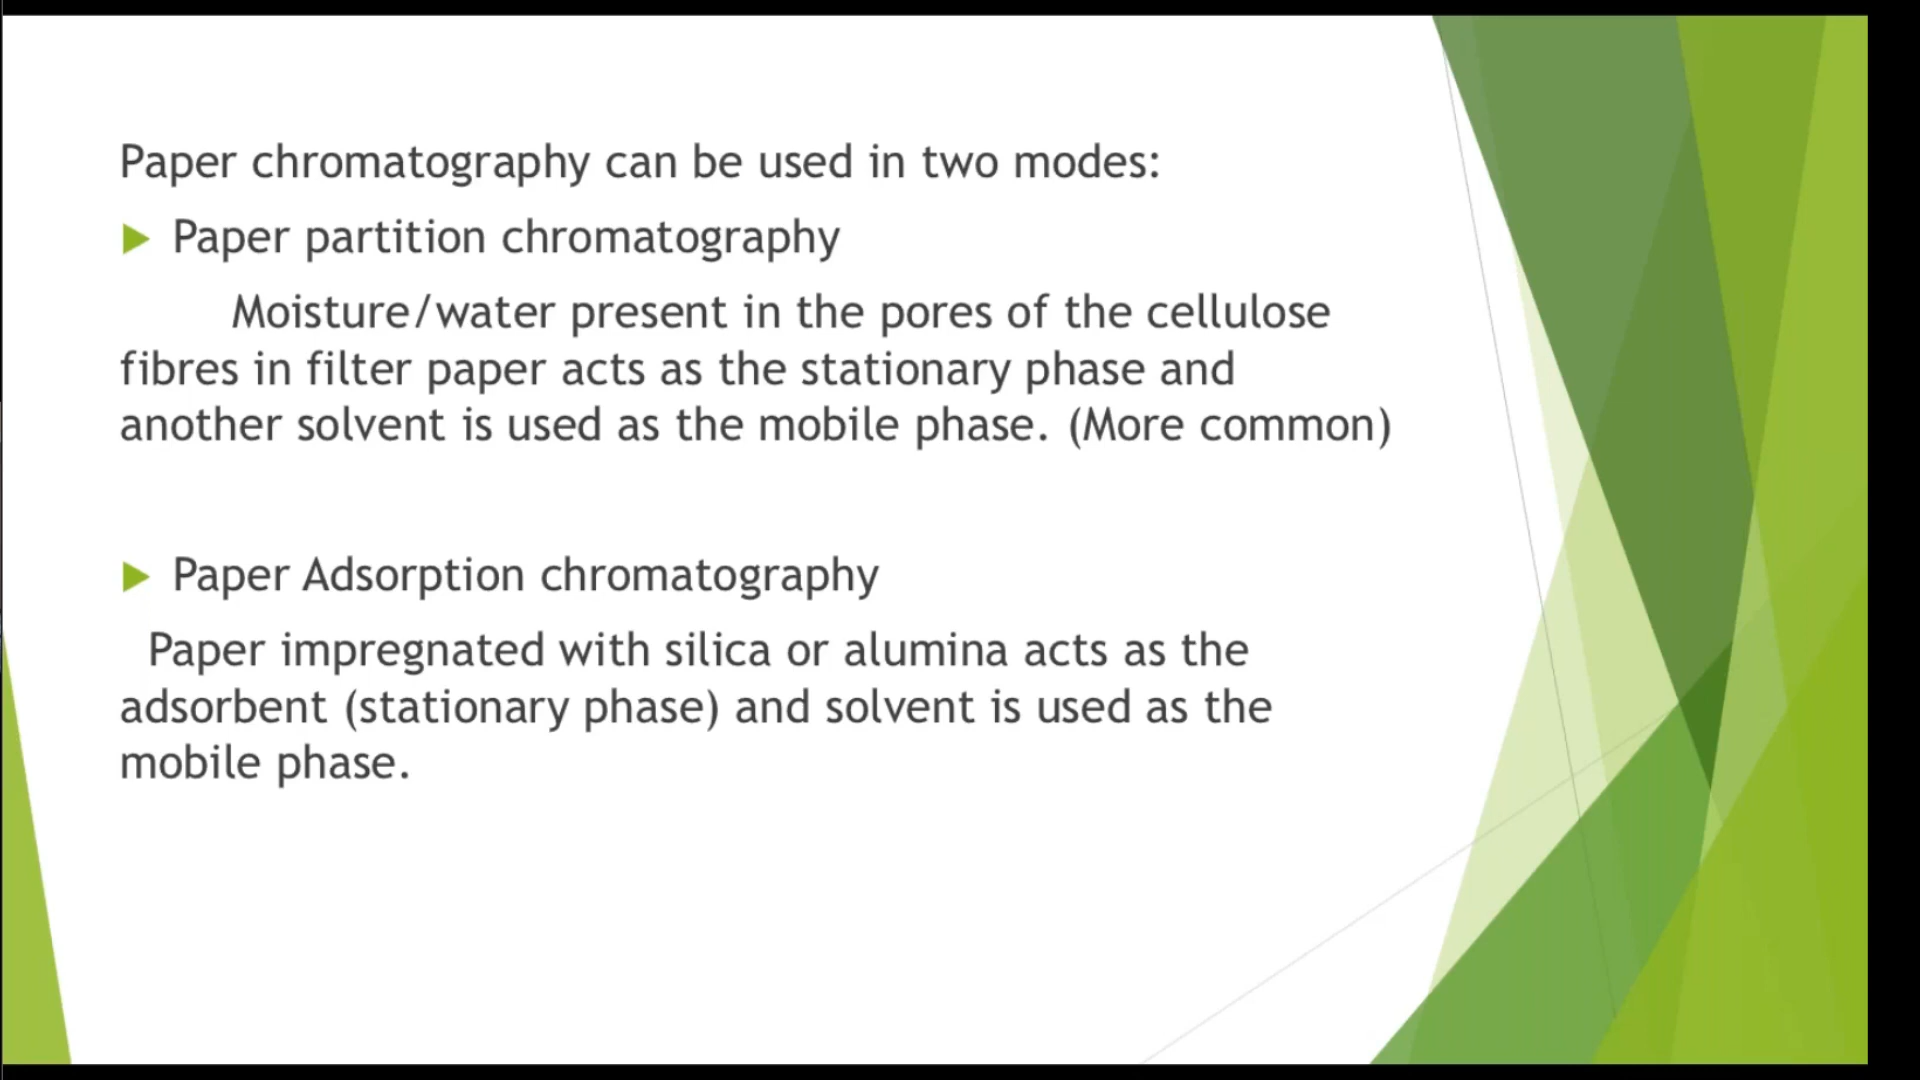 Paper chromatography can be used in two modes:
Paper partition chromatography
Moisture/water present in the pores of the cellulose
fibres in filter paper acts as the stationary phase and
another solvent is used as the mobile phase. (More common)
Paper Adsorption chromatography
Paper impregnated with silica or alumina acts as the
adsorbent (stationary phase) and solvent is used as the
mobile phase.